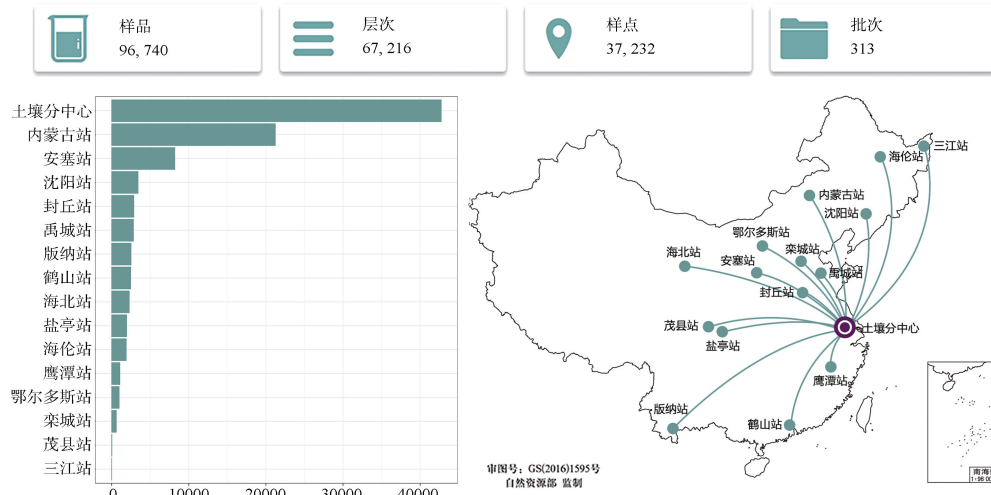 样品
96, 740
层次
67, 216
样点
37, 232
批次
313
土壤分中心
内蒙古站
安塞站
沈阳站
封丘站
禹城站
版纳站
鹤山站
海北站
盐亭站
海伦站
鹰潭站
鄂尔多斯站
栾城站
茂县站
三江站
0 10000 20000 30000 40000
三江站
海伦站
内蒙古站
沈阳站
鄂尔多斯站
栾城站
海北站
安塞站
禹城站
封丘站
茂县站
土壤分中心
盐亭站
鹰潭站
版纳站
鹤山站
审图号：GS(2016)1595号
自然资源部 监制
南海